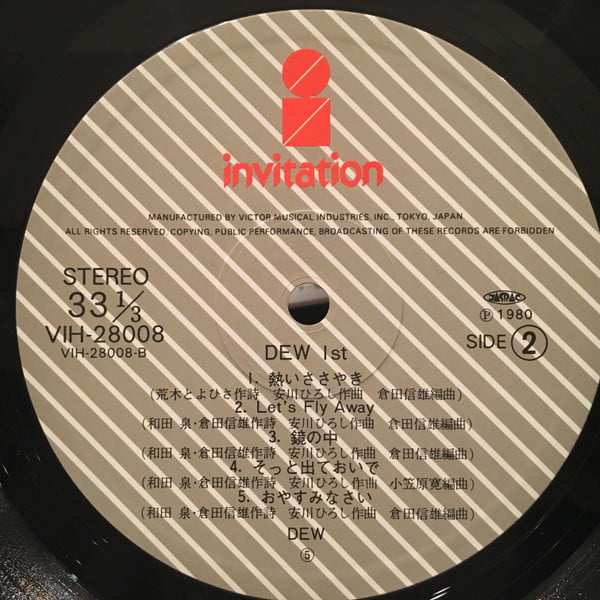 invitation
MANUFACTURED BY VICTOR MUSICAL INDUSTRIES, INC., TOKYO, JAPAN
ALL RIGHTS RESERVED, COPYING, PUBLIC PERFORMANCE, BROADCASTING OF THESE RECORDS ARE FORBIDDEN
STEREO
33 1/3
VIH-28008
VIH-28008-B
JASRAC
Ⓟ 1980
SIDE 2
DEW 1st
1. 熱いささやき
(荒木とよひさ作詩 安川ひろし作曲 倉田信雄編曲)
2. Let's Fly Away
(和田 泉・倉田信雄作詩 安川ひろし作曲 倉田信雄編曲)
3. 鏡の中
(和田 泉・倉田信雄作詩 安川ひろし作曲 倉田信雄編曲)
4. そっと出ておいで
(和田 泉・倉田信雄作詩 安川ひろし作曲 小笠原寛編曲)
5. おやすみなさい
(和田 泉・倉田信雄作詩 安川ひろし作曲 倉田信雄編曲)
DEW
⑤